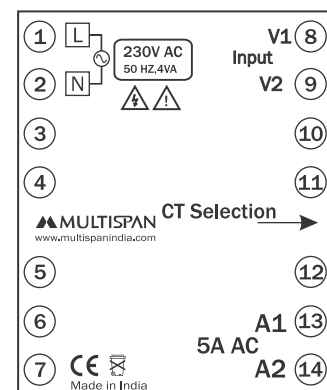 1 L 230V AC V1 8
50 HZ,4VA Input
2 N V2 9
3 10
4 11
MULTISPAN CT Selection
www.multispanindia.com
5 12
6 A1 13
5A AC
7 CE A2 14
Made in India